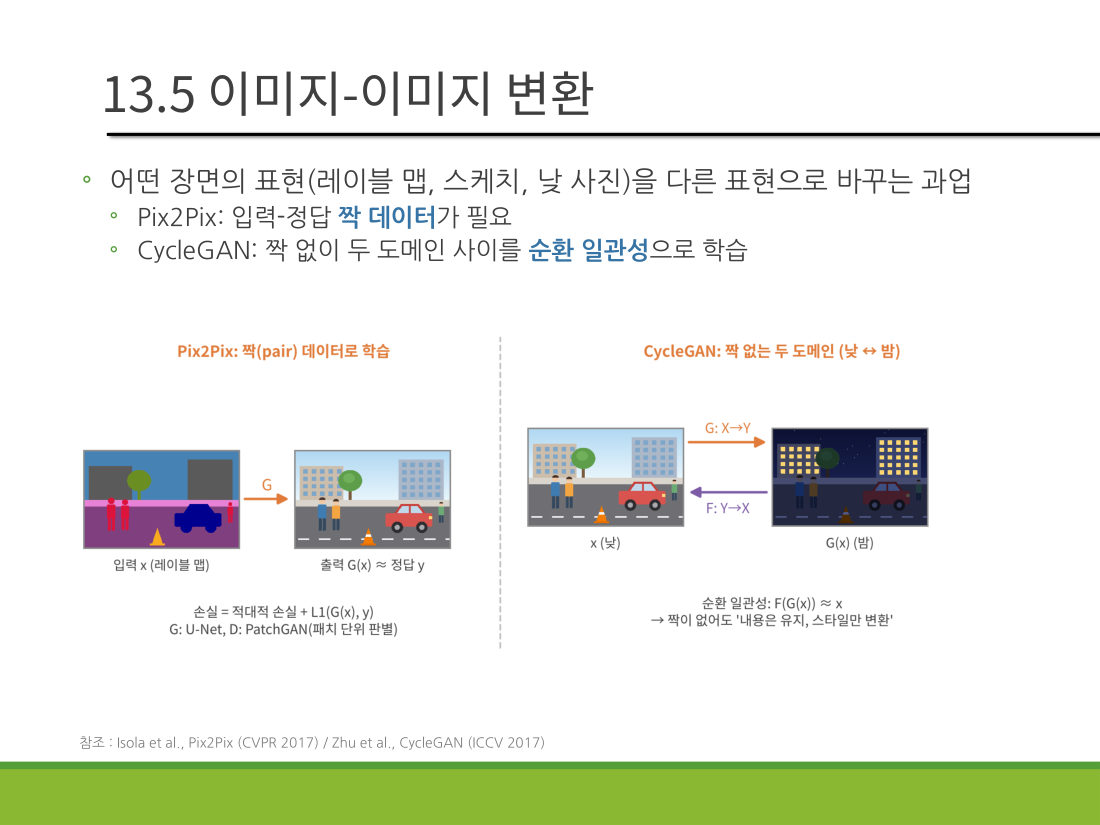 13.5 이미지-이미지 변환
어떤 장면의 표현(레이블 맵, 스케치, 낮 사진)을 다른 표현으로 바꾸는 과업
Pix2Pix: 입력-정답 짝 데이터가 필요
CycleGAN: 짝 없이 두 도메인 사이를 순환 일관성으로 학습
Pix2Pix: 짝(pair) 데이터로 학습
G
입력 x (레이블 맵)
출력 G(x) ≈ 정답 y
손실 = 적대적 손실 + L1(G(x), y)
G: U-Net, D: PatchGAN(패치 단위 판별)
CycleGAN: 짝 없는 두 도메인 (낮 ↔ 밤)
G: X→Y
F: Y→X
x (낮)
G(x) (밤)
순환 일관성: F(G(x)) ≈ x
→ 짝이 없어도 '내용은 유지, 스타일만 변환'
참조 : Isola et al., Pix2Pix (CVPR 2017) / Zhu et al., CycleGAN (ICCV 2017)